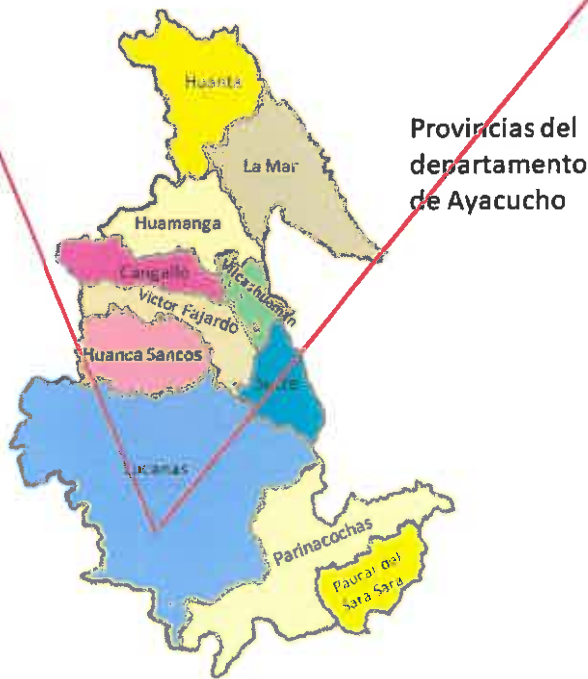 Huanta
Provincias del
departamento
de Ayacucho
La Mar
Huamanga
Cangallo
Vilcashuamán
Victor Fajardo
Huanca Sancos
Sucre
Lucanas
Parinacochas
Paucar del
Sara Sara